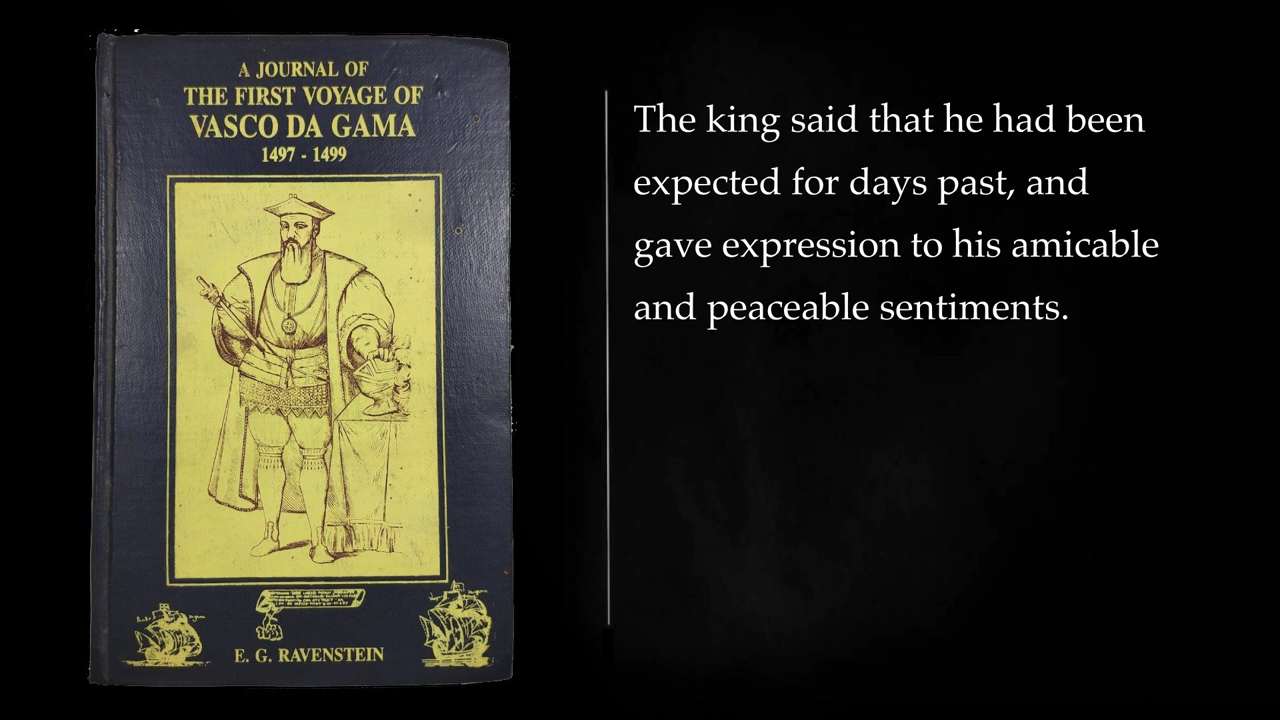 A JOURNAL OF
THE FIRST VOYAGE OF
VASCO DA GAMA
1497 - 1499
E. G. RAVENSTEIN
The king said that he had been
expected for days past, and
gave expression to his amicable
and peaceable sentiments.